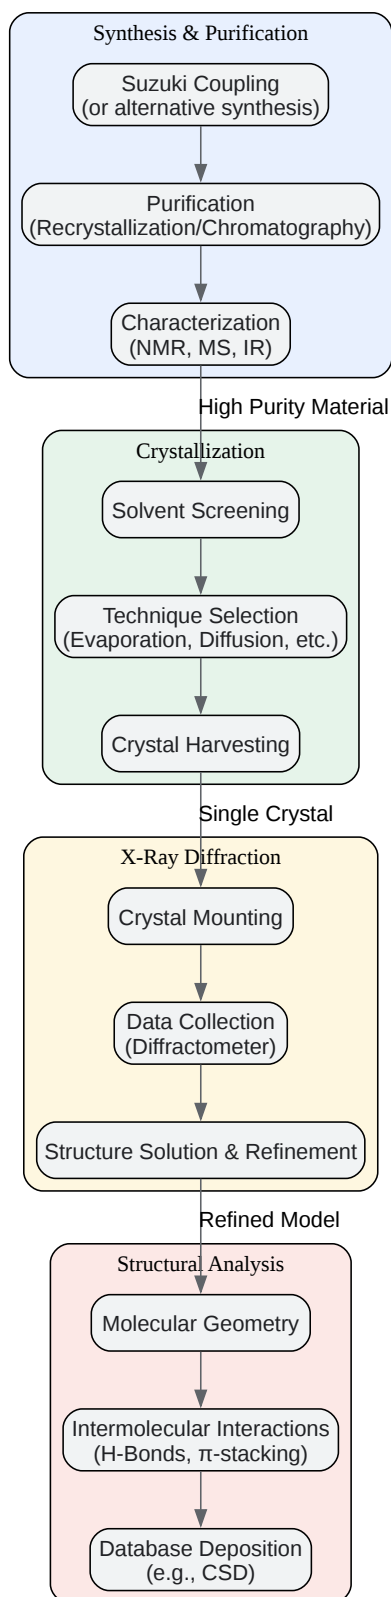 Synthesis & Purification
Suzuki Coupling
(or alternative synthesis)
Purification
(Recrystallization/Chromatography)
Characterization
(NMR, MS, IR)
High Purity Material
Crystallization
Solvent Screening
Technique Selection
(Evaporation, Diffusion, etc.)
Crystal Harvesting
Single Crystal
X-Ray Diffraction
Crystal Mounting
Data Collection
(Diffractometer)
Structure Solution & Refinement
Refined Model
Structural Analysis
Molecular Geometry
Intermolecular Interactions
(H-Bonds, π-stacking)
Database Deposition
(e.g., CSD)